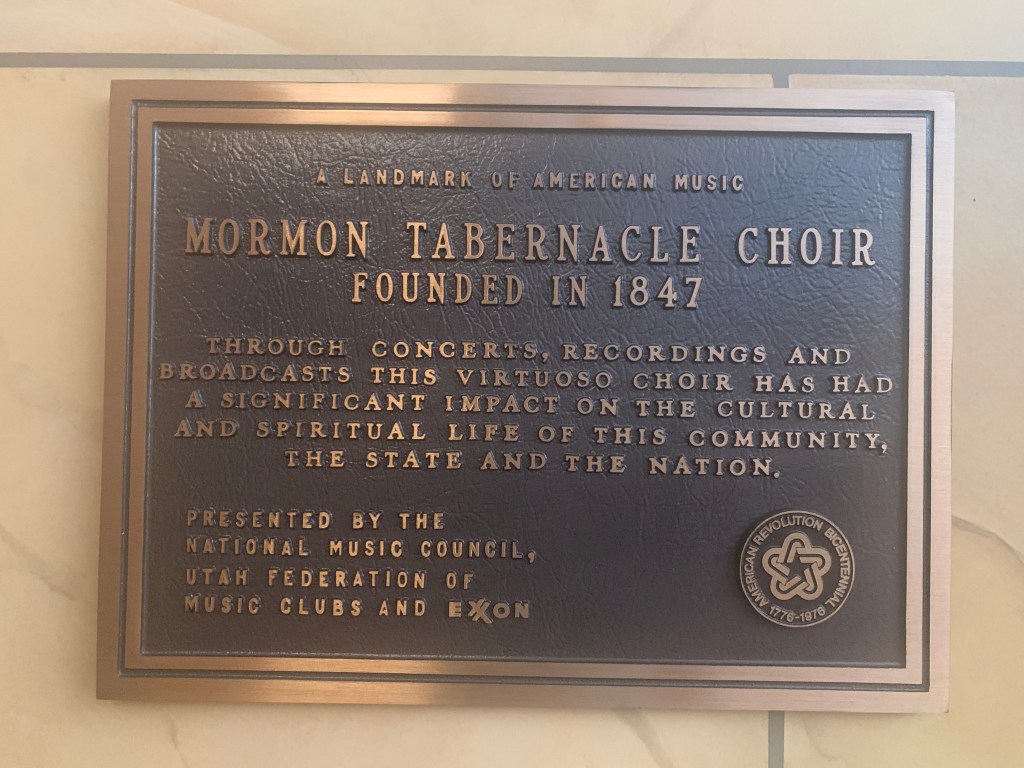 A LANDMARK OF AMERICAN MUSIC
MORMON TABERNACLE CHOIR
FOUNDED IN 1847
THROUGH CONCERTS, RECORDINGS AND
BROADCASTS THIS VIRTUOSO CHOIR HAS HAD
A SIGNIFICANT IMPACT ON THE CULTURAL
AND SPIRITUAL LIFE OF THIS COMMUNITY,
THE STATE AND THE NATION.
PRESENTED BY THE
NATIONAL MUSIC COUNCIL,
UTAH FEDERATION OF
MUSIC CLUBS AND EXXON
AMERICAN REVOLUTION BICENTENNIAL
1776-1976